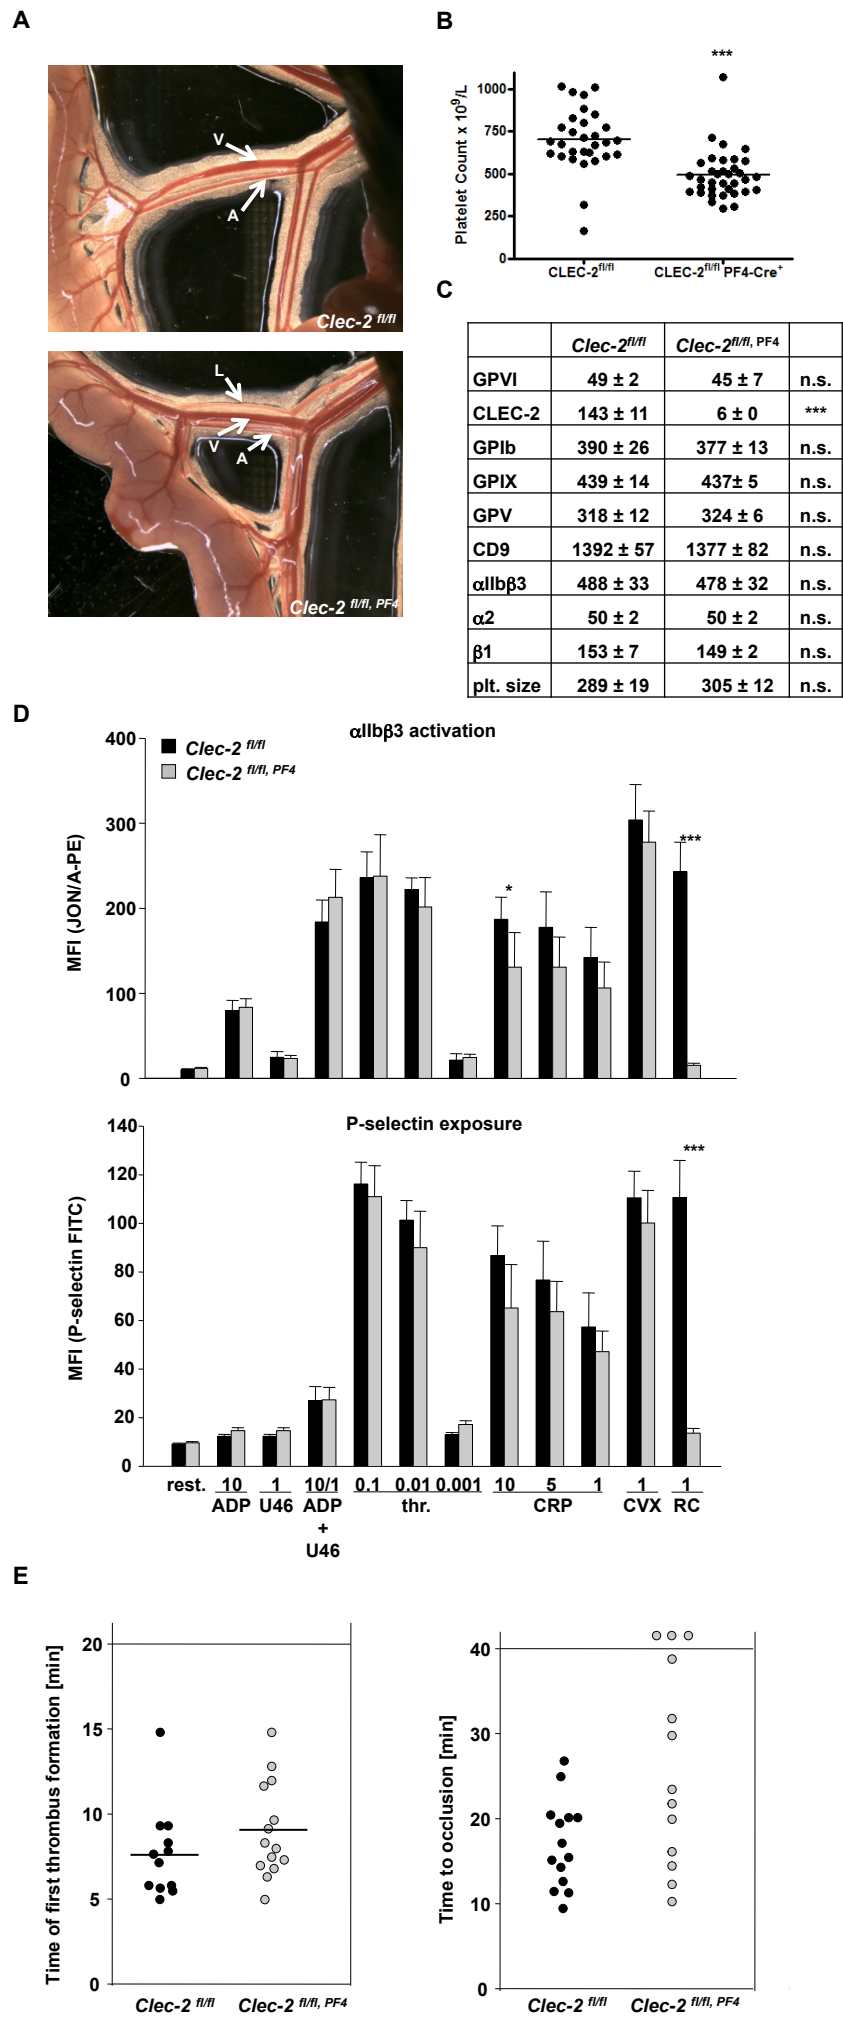 A
V
A
Clec-2 fl/fl
L
V
A
Clec-2 fl/fl, PF4
B
***
Platelet Count x 10^9/L
1000
750
500
250
0
CLEC-2fl/fl CLEC-2fl/fl PF4-Cre+
C
Clec-2fl/fl Clec-2fl/fl, PF4
GPVI 49 ± 2 45 ± 7 n.s.
CLEC-2 143 ± 11 6 ± 0 ***
GPIb 390 ± 26 377 ± 13 n.s.
GPIX 439 ± 14 437± 5 n.s.
GPV 318 ± 12 324 ± 6 n.s.
CD9 1392 ± 57 1377 ± 82 n.s.
αIIbβ3 488 ± 33 478 ± 32 n.s.
α2 50 ± 2 50 ± 2 n.s.
β1 153 ± 7 149 ± 2 n.s.
plt. size 289 ± 19 305 ± 12 n.s.
D
αIIbβ3 activation
Clec-2 fl/fl
Clec-2 fl/fl, PF4
MFI (JON/A-PE)
400
300
200
100
0
*
***
P-selectin exposure
MFI (P-selectin FITC)
140
120
100
80
60
40
20
0
***
rest. 10 1 10/1 0.1 0.01 0.001 10 5 1 1 1
ADP U46 ADP thr. CRP CVX RC
+
U46
E
Time of first thrombus formation [min]
20
15
10
5
0
Clec-2 fl/fl Clec-2 fl/fl, PF4
Time to occlusion [min]
40
30
20
10
0
Clec-2 fl/fl Clec-2 fl/fl, PF4